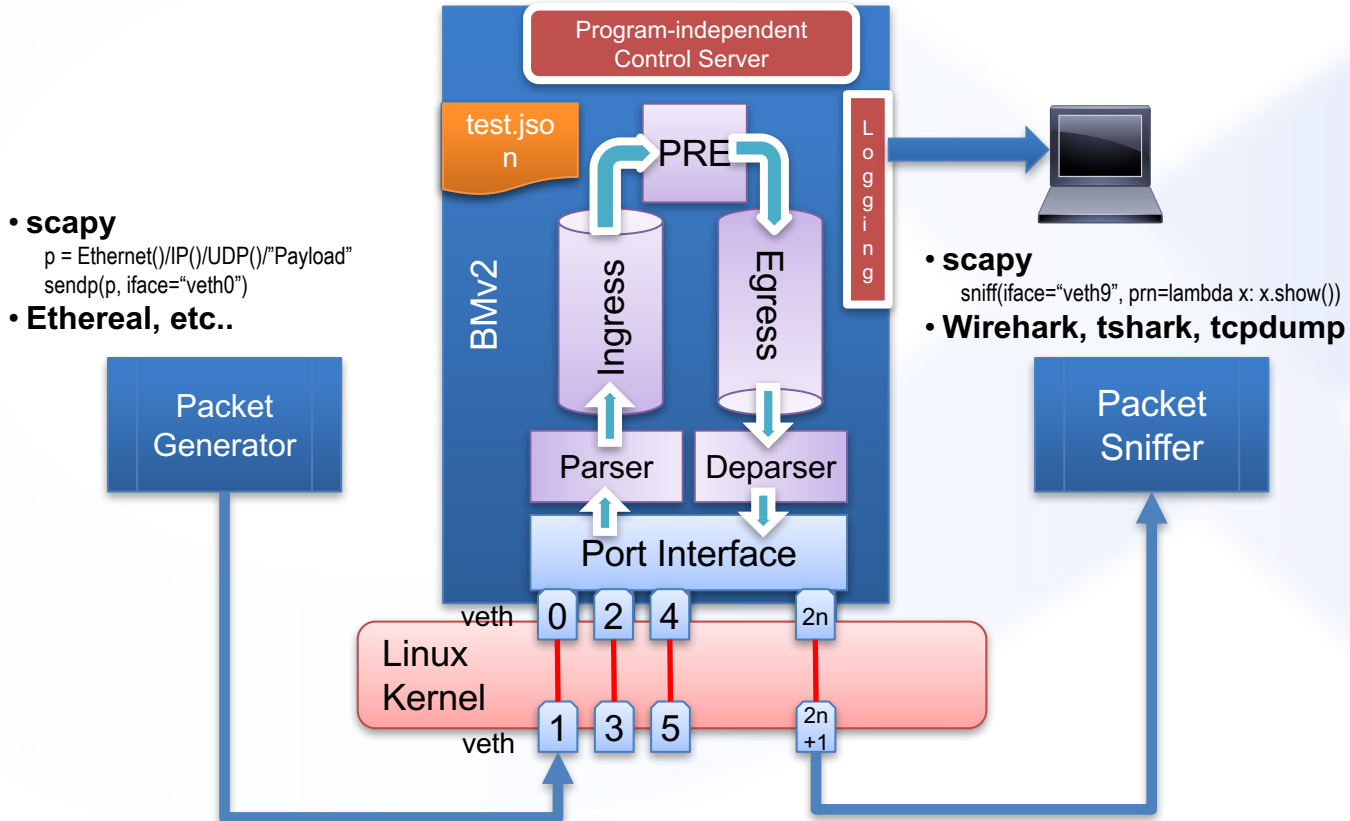 Program-independent
Control Server
test.jso
n
PRE
Logging
• scapy
p = Ethernet()/IP()/UDP()/”Payload”
sendp(p, iface=“veth0”)
• Ethereal, etc..
BMv2
Ingress
Egress
• scapy
sniff(iface=“veth9”, prn=lambda x: x.show())
• Wirehark, tshark, tcpdump
Packet
Generator
Parser
Deparser
Packet
Sniffer
Port Interface
veth 0 2 4 2n
Linux
Kernel
veth 1 3 5 2n
+1